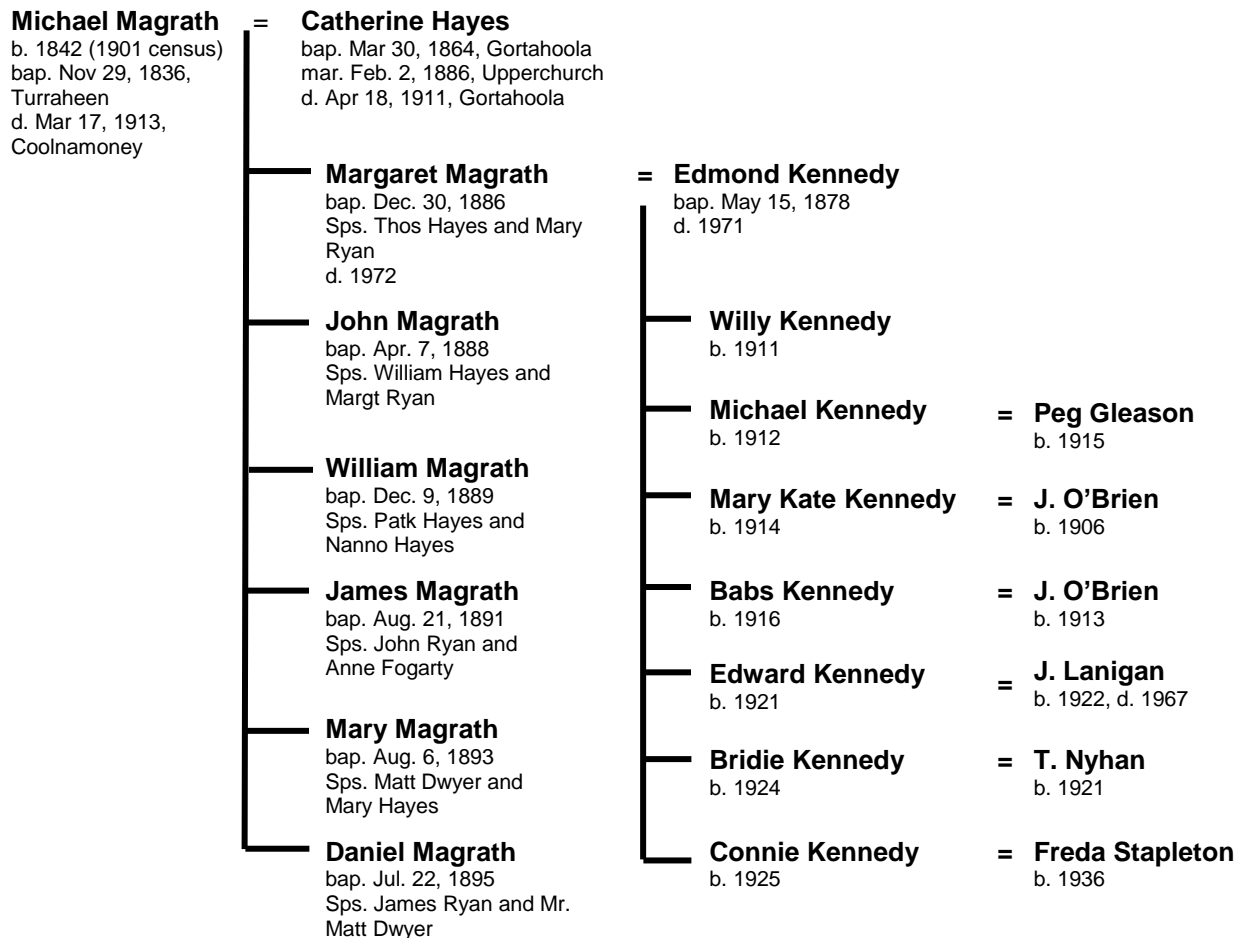 Michael Magrath = Catherine Hayes
b. 1842 (1901 census)
bap. Nov 29, 1836,
Turraheen
d. Mar 17, 1913,
Coolnamoney
bap. Mar 30, 1864, Gortahoola
mar. Feb. 2, 1886, Upperchurch
d. Apr 18, 1911, Gortahoola
Margaret Magrath = Edmond Kennedy
bap. Dec. 30, 1886
Sps. Thos Hayes and Mary
Ryan
d. 1972
bap. May 15, 1878
d. 1971
John Magrath
bap. Apr. 7, 1888
Sps. William Hayes and
Margt Ryan
William Magrath
bap. Dec. 9, 1889
Sps. Patk Hayes and
Nanno Hayes
James Magrath
bap. Aug. 21, 1891
Sps. John Ryan and
Anne Fogarty
Mary Magrath
bap. Aug. 6, 1893
Sps. Matt Dwyer and
Mary Hayes
Daniel Magrath
bap. Jul. 22, 1895
Sps. James Ryan and Mr.
Matt Dwyer
Willy Kennedy
b. 1911
Michael Kennedy = Peg Gleason
b. 1912 b. 1915
Mary Kate Kennedy = J. O’Brien
b. 1914 b. 1906
Babs Kennedy = J. O’Brien
b. 1916 b. 1913
Edward Kennedy = J. Lanigan
b. 1921 b. 1922, d. 1967
Bridie Kennedy = T. Nyhan
b. 1924 b. 1921
Connie Kennedy = Freda Stapleton
b. 1925 b. 1936